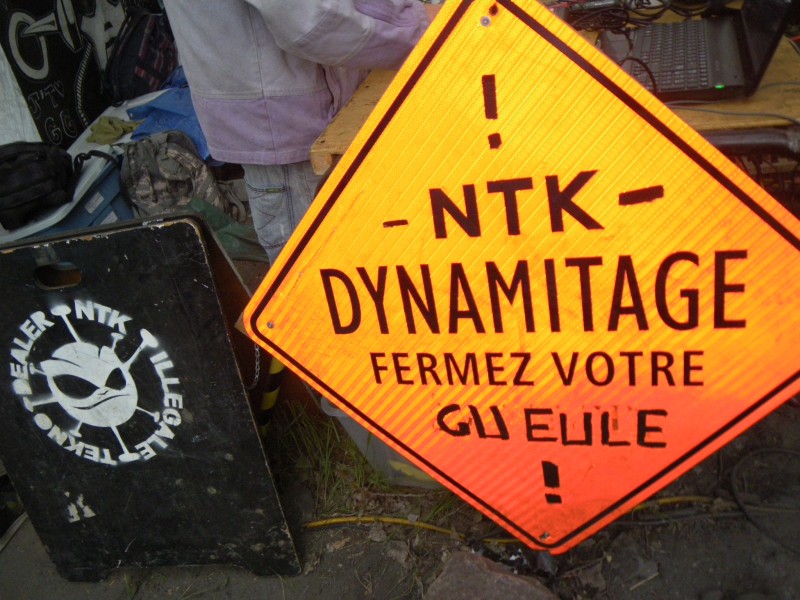 !
-NTK-
DYNAMITAGE
FERMEZ VOTRE
GUEULE
!
NTK ILLEGALE TEKNO DEALER